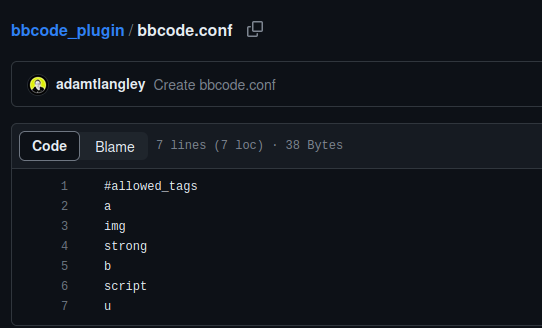 bbcode_plugin / bbcode.conf
adamtlangley Create bbcode.conf
Code Blame 7 lines (7 loc) · 38 Bytes
1 #allowed_tags
2 a
3 img
4 strong
5 b
6 script
7 u